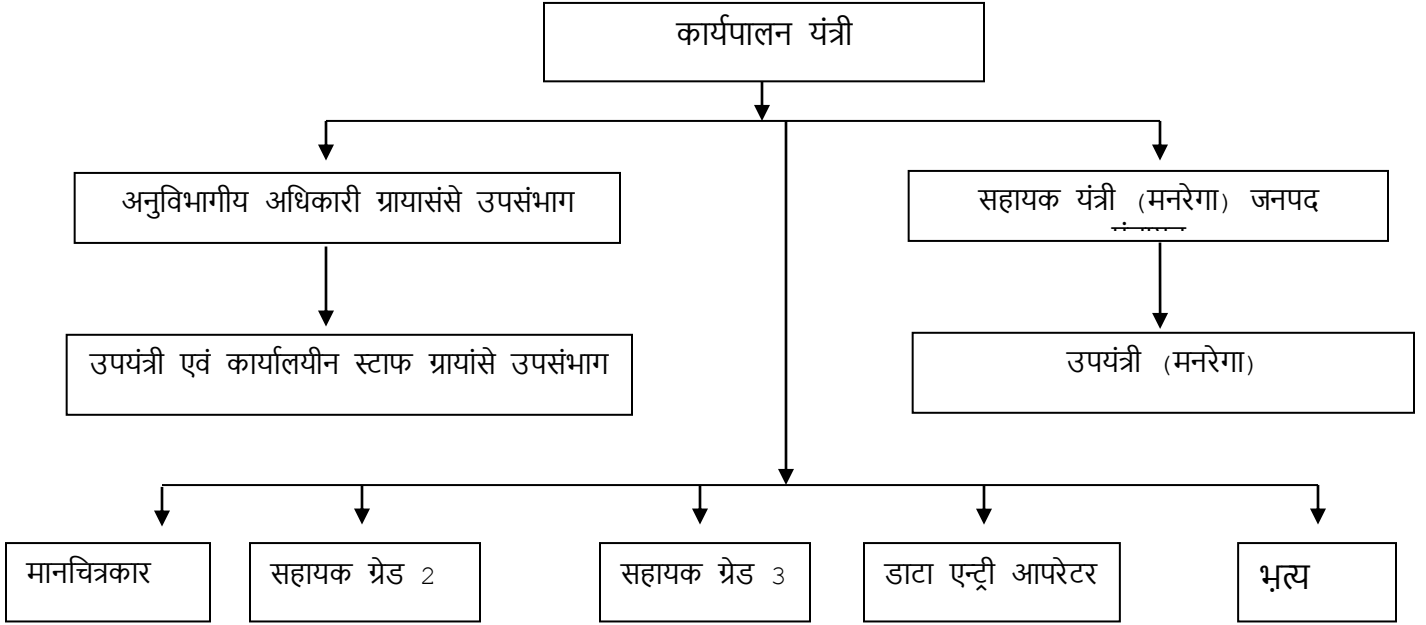 कार्यपालन यंत्री
अनुविभागीय अधिकारी ग्रायासंसे उपसंभाग
सहायक यंत्री (मनरेगा) जनपद
उपयंत्री एवं कार्यालयीन स्टाफ ग्रायांसे उपसंभाग
उपयंत्री (मनरेगा)
मानचित्रकार
सहायक ग्रेड 2
सहायक ग्रेड 3
डाटा एन्ट्री आपरेटर
भृत्य